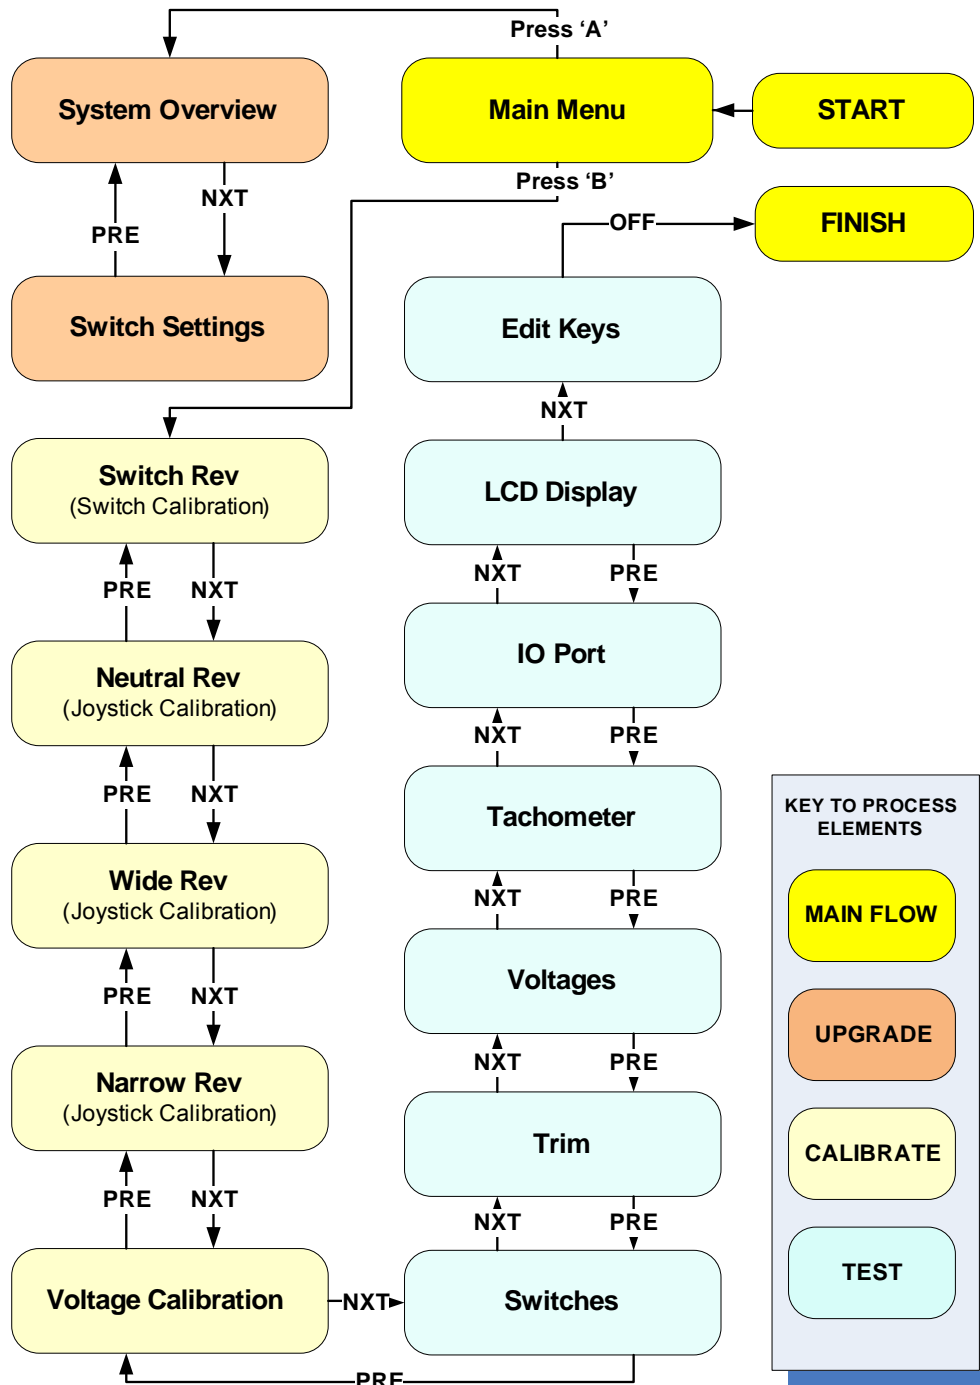 Press ‘A’
System Overview
Main Menu
START
Press ‘B’
NXT
PRE
OFF
FINISH
Switch Settings
Edit Keys
NXT
Switch Rev
(Switch Calibration)
LCD Display
PRE
NXT
NXT
PRE
Neutral Rev
(Joystick Calibration)
IO Port
PRE
NXT
NXT
PRE
Tachometer
Wide Rev
(Joystick Calibration)
NXT
PRE
Voltages
PRE
NXT
NXT
PRE
Narrow Rev
(Joystick Calibration)
Trim
PRE
NXT
NXT
PRE
Voltage Calibration
NXT
Switches
PRE
KEY TO PROCESS
ELEMENTS
MAIN FLOW
UPGRADE
CALIBRATE
TEST